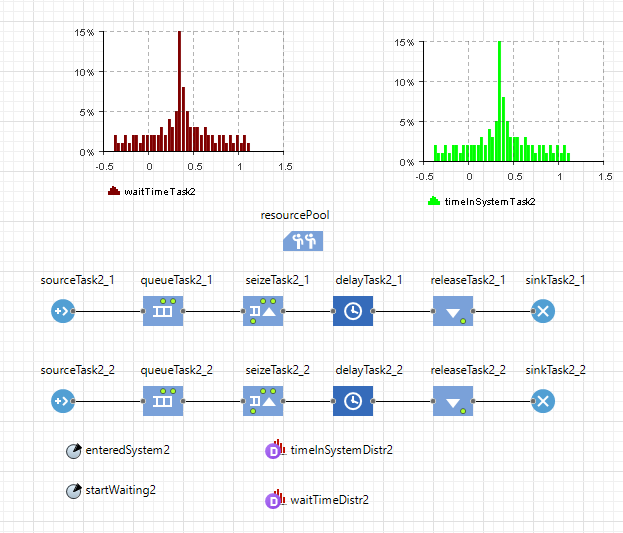 15%
10%
5%
0%
-0.5 0 0.5 1 1.5
waitTimeTask2
15%
10%
5%
0%
-0.5 0 0.5 1 1.5
timeInSystemTask2
resourcePool
sourceTask2_1 queueTask2_1 seizeTask2_1 delayTask2_1 releaseTask2_1 sinkTask2_1
sourceTask2_2 queueTask2_2 seizeTask2_2 delayTask2_2 releaseTask2_2 sinkTask2_2
enteredSystem2 D timeInSystemDistr2
startWaiting2 D waitTimeDistr2